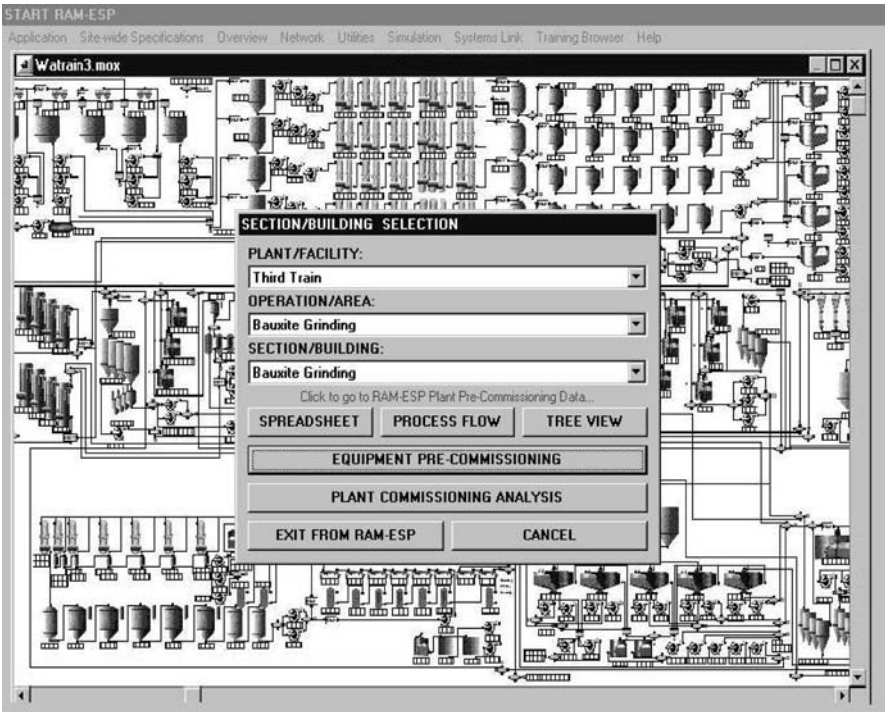 START RAM-ESP
Application Site-wide Specifications Overview Network Utilities Simulation Systems Link Training Browser Help
Watrain3.mox
SECTION/BUILDING SELECTION
PLANT/FACILITY:
Third Train
OPERATION/AREA:
Bauxite Grinding
SECTION/BUILDING:
Bauxite Grinding
Click to go to RAM-ESP Plant Pre-Commissioning Data...
SPREADSHEET PROCESS FLOW TREE VIEW
EQUIPMENT PRE-COMMISSIONING
PLANT COMMISSIONING ANALYSIS
EXIT FROM RAM-ESP CANCEL